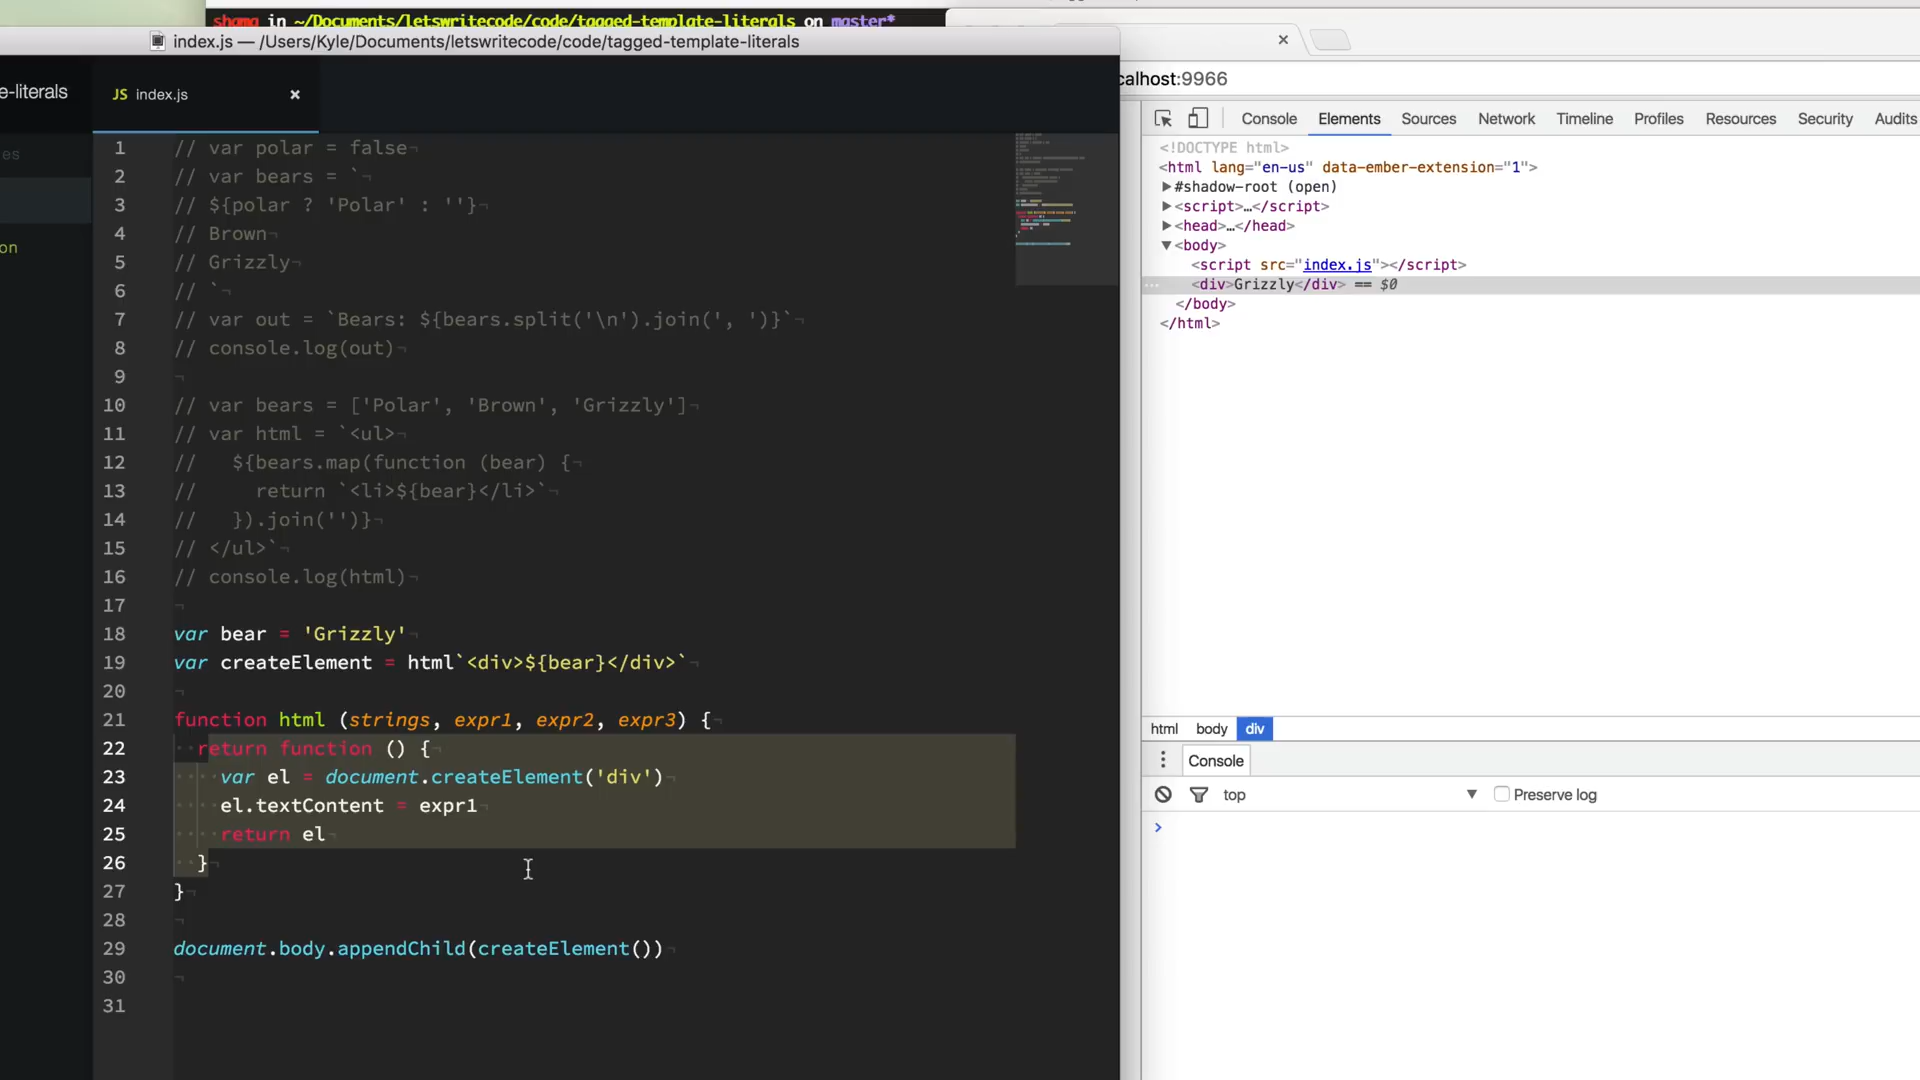 shama in ~/Documents/letswritecode/code/tagged-template-literals on master*
index.js — /Users/Kyle/Documents/letswritecode/code/tagged-template-literals
e-literals
JS index.js
es
on
1 // var polar = false
2 // var bears = `
3 // ${polar ? 'Polar' : ''}
4 // Brown
5 // Grizzly
6 // `
7 // var out = `Bears: ${bears.split('\n').join(', ')}`
8 // console.log(out)
9
10 // var bears = ['Polar', 'Brown', 'Grizzly']
11 // var html = `<ul>
12 //   ${bears.map(function (bear) {
13 //     return `<li>${bear}</li>`
14 //   }).join('')}
15 // </ul>`
16 // console.log(html)
17
18 var bear = 'Grizzly'
19 var createElement = html`<div>${bear}</div>`
20
21 function html (strings, expr1, expr2, expr3) {
22   return function () {
23     var el = document.createElement('div')
24     el.textContent = expr1
25     return el
26   }
27 }
28
29 document.body.appendChild(createElement())
30
31
calhost:9966
Console Elements Sources Network Timeline Profiles Resources Security Audits
<!DOCTYPE html>
<html lang="en-us" data-ember-extension="1">
▶#shadow-root (open)
▶<script>…</script>
▶<head>…</head>
▼<body>
<script src="index.js"></script>
<div>Grizzly</div> == $0
</body>
</html>
html body div
Console
top ▼ Preserve log
>